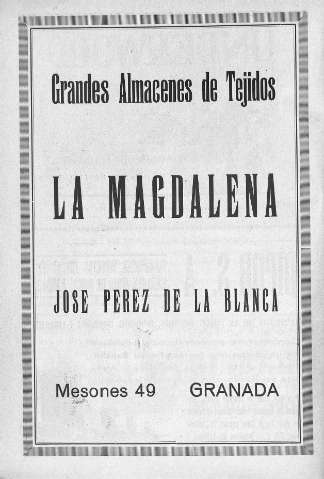 Grandes Almacenes de Tejidos
LA MAGDALENA
JOSE PEREZ DE LA BLANCA
Mesones 49 GRANADA